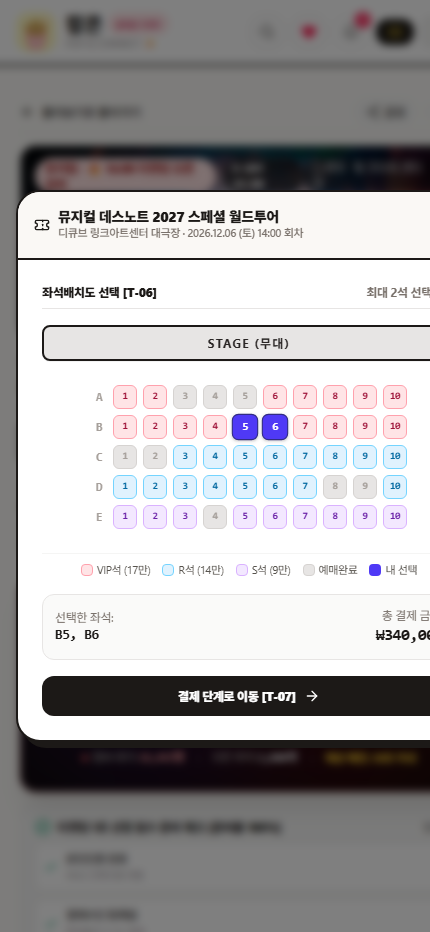 뮤지컬 데스노트 2027 스페셜 월드투어
디큐브 링크아트센터 대극장 · 2026.12.06 (토) 14:00 회차
좌석배치도 선택 [T-06]
최대 2석 선택
STAGE (무대)
A 1 2 3 4 5 6 7 8 9 10
B 1 2 3 4 5 6 7 8 9 10
C 1 2 3 4 5 6 7 8 9 10
D 1 2 3 4 5 6 7 8 9 10
E 1 2 3 4 5 6 7 8 9 10
VIP석 (17만) R석 (14만) S석 (9만) 예매완료 내 선택
선택한 좌석:
총 결제 금
B5, B6
₩340,00
결제 단계로 이동 [T-07] →